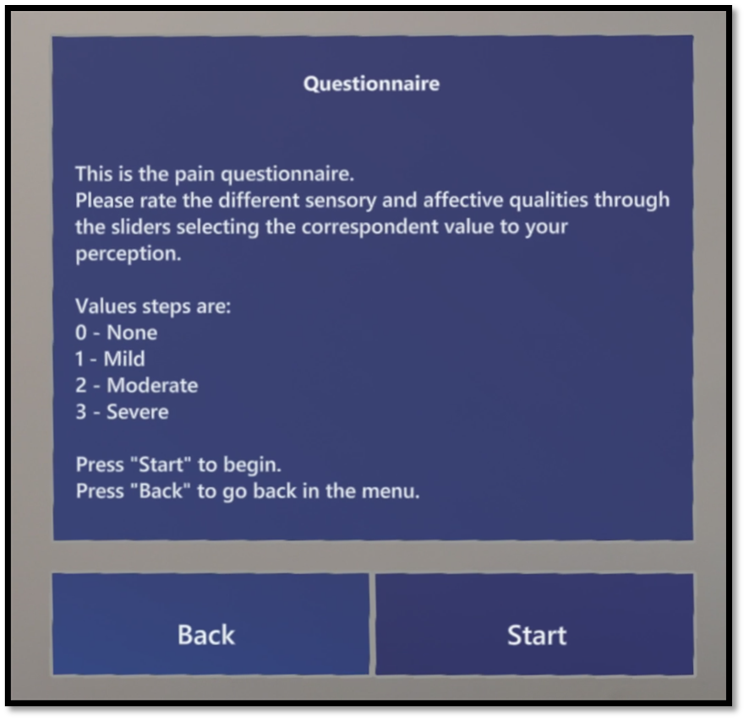 Questionnaire
This is the pain questionnaire.
Please rate the different sensory and affective qualities through
the sliders selecting the correspondent value to your
perception.
Values steps are:
0 - None
1 - Mild
2 - Moderate
3 - Severe
Press "Start" to begin.
Press "Back" to go back in the menu.
Back
Start